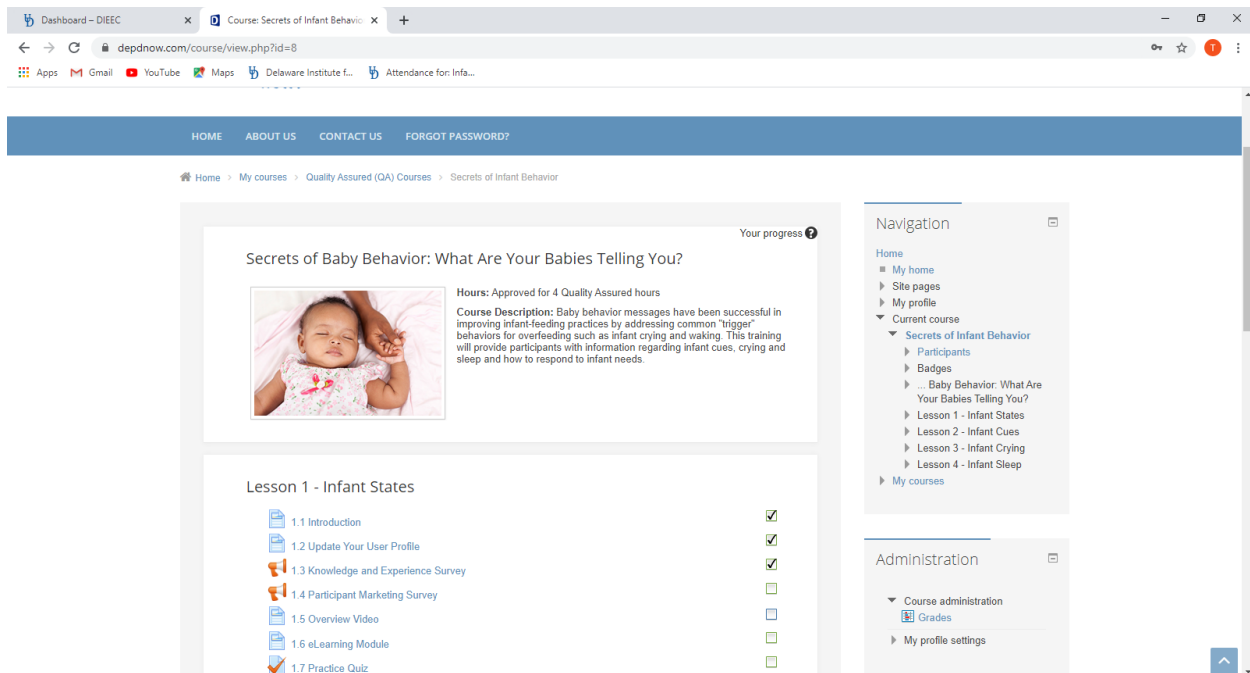 Dashboard – DIEEC
Course: Secrets of Infant Behavio
depdnow.com/course/view.php?id=8
T
Apps
Gmail
YouTube
Maps
Delaware Institute f...
Attendance for: Infa...
HOME
ABOUT US
CONTACT US
FORGOT PASSWORD?
Home
My courses
Quality Assured (QA) Courses
Secrets of Infant Behavior
Your progress
Secrets of Baby Behavior: What Are Your Babies Telling You?
Hours: Approved for 4 Quality Assured hours
Course Description: Baby behavior messages have been successful in
improving infant-feeding practices by addressing common "trigger"
behaviors for overfeeding such as infant crying and waking. This training
will provide participants with information regarding infant cues, crying and
sleep and how to respond to infant needs.
Lesson 1 - Infant States
1.1 Introduction
1.2 Update Your User Profile
1.3 Knowledge and Experience Survey
1.4 Participant Marketing Survey
1.5 Overview Video
1.6 eLearning Module
1.7 Practice Quiz
Navigation
Home
My home
Site pages
My profile
Current course
Secrets of Infant Behavior
Participants
Badges
... Baby Behavior: What Are
Your Babies Telling You?
Lesson 1 - Infant States
Lesson 2 - Infant Cues
Lesson 3 - Infant Crying
Lesson 4 - Infant Sleep
My courses
Administration
Course administration
Grades
My profile settings